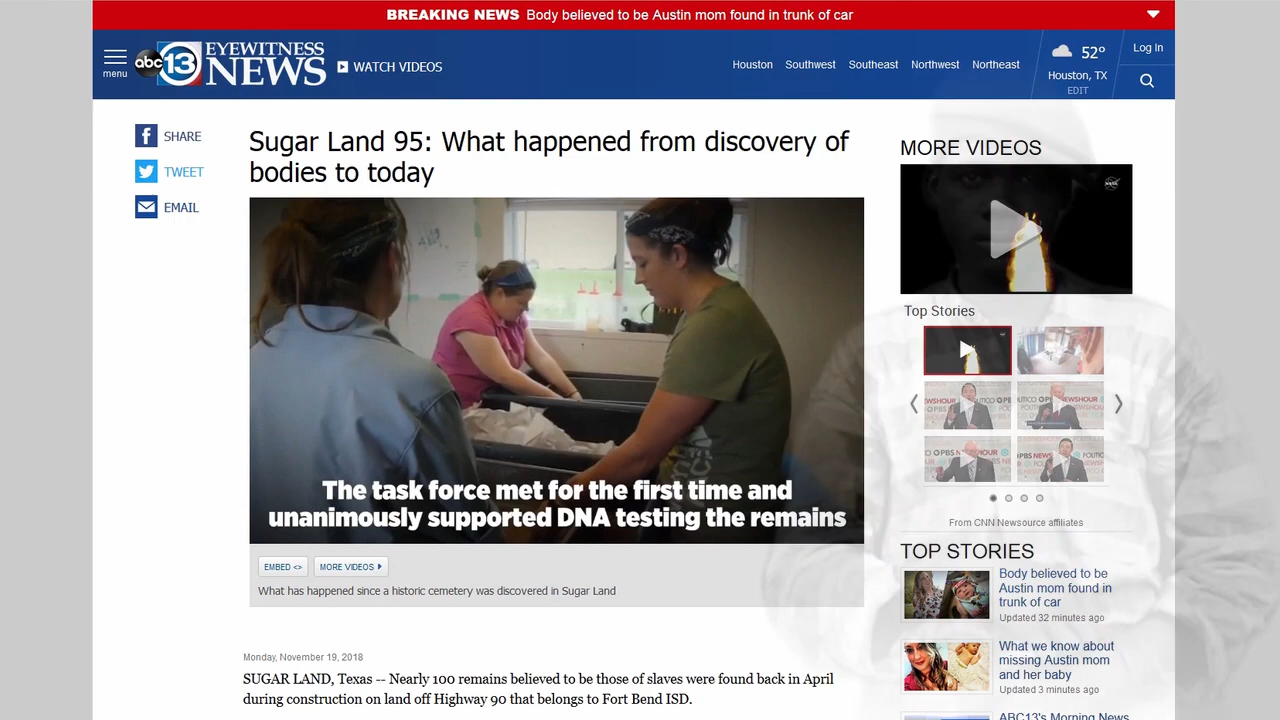 BREAKING NEWS Body believed to be Austin mom found in trunk of car
menu
abc 13 EYEWITNESS NEWS
WATCH VIDEOS
Houston Southwest Southeast Northwest Northeast
52°
Houston, TX
EDIT
Log In
SHARE
TWEET
EMAIL
Sugar Land 95: What happened from discovery of
bodies to today
The task force met for the first time and
unanimously supported DNA testing the remains
EMBED <> MORE VIDEOS
What has happened since a historic cemetery was discovered in Sugar Land
Monday, November 19, 2018
SUGAR LAND, Texas -- Nearly 100 remains believed to be those of slaves were found back in April
during construction on land off Highway 90 that belongs to Fort Bend ISD.
MORE VIDEOS
NASA
Top Stories
From CNN Newsource affiliates
TOP STORIES
Body believed to be
Austin mom found in
trunk of car
Updated 32 minutes ago
What we know about
missing Austin mom
and her baby
Updated 3 minutes ago
ABC13's Morning News